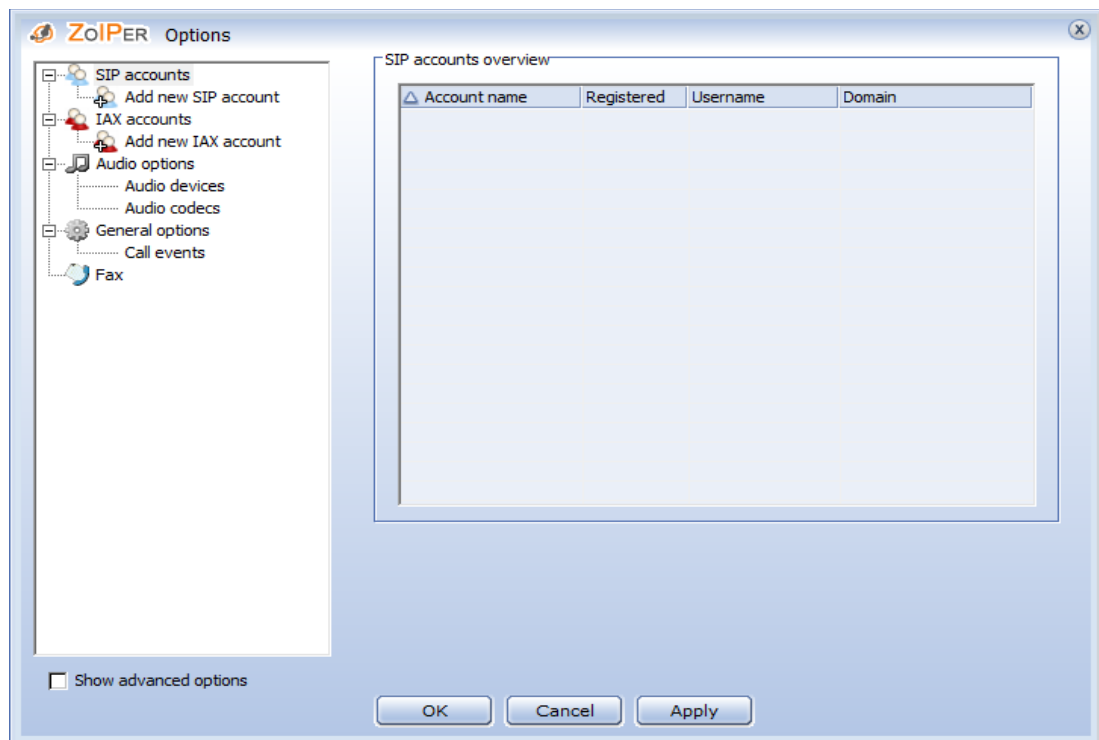 ZOIPER Options
SIP accounts
Add new SIP account
IAX accounts
Add new IAX account
Audio options
Audio devices
Audio codecs
General options
Call events
Fax
Show advanced options
SIP accounts overview
Account name Registered Username Domain
OK Cancel Apply